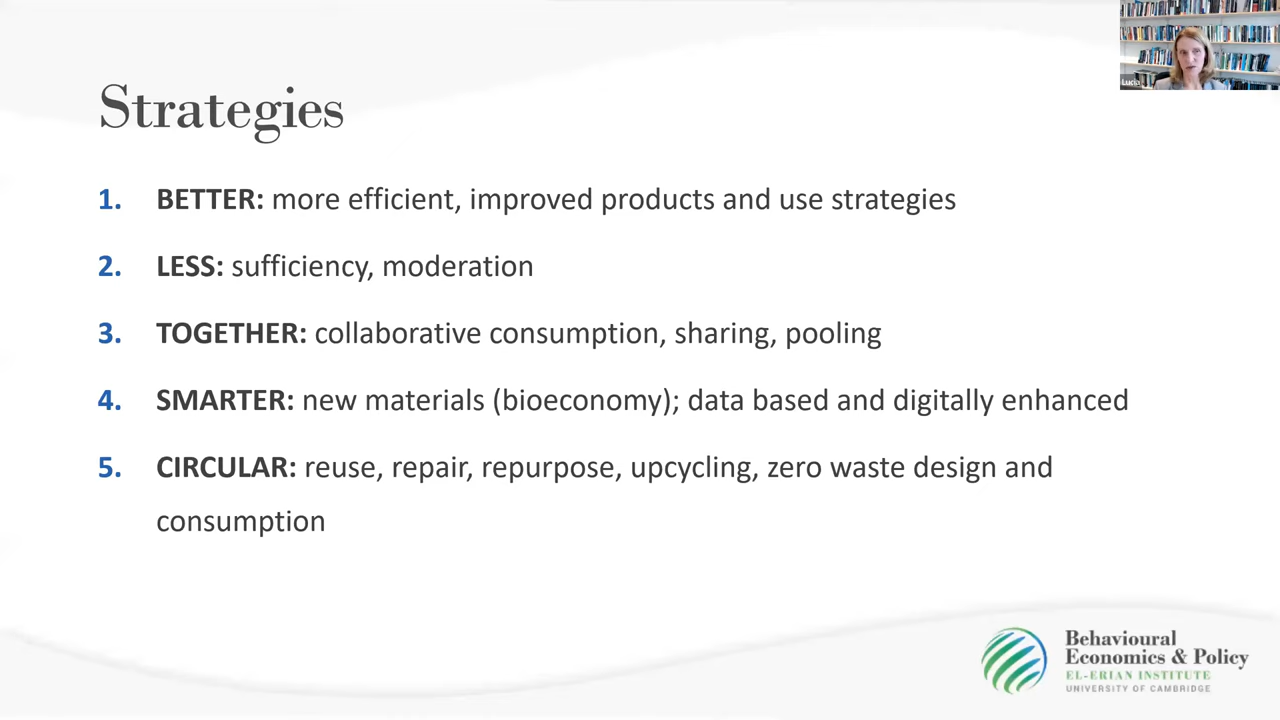 Lucia
Strategies
1. BETTER: more efficient, improved products and use strategies
2. LESS: sufficiency, moderation
3. TOGETHER: collaborative consumption, sharing, pooling
4. SMARTER: new materials (bioeconomy); data based and digitally enhanced
5. CIRCULAR: reuse, repair, repurpose, upcycling, zero waste design and
consumption
Behavioural
Economics & Policy
EL-ERIAN INSTITUTE
UNIVERSITY OF CAMBRIDGE